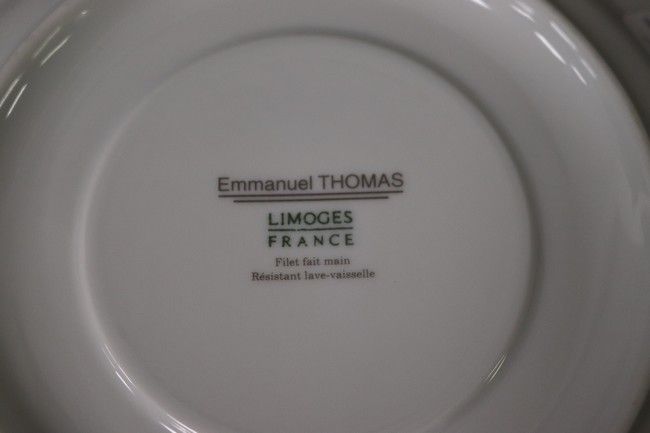 Emmanuel THOMAS
LIMOGES
FRANCE
Filet fait main
Résistant lave-vaisselle